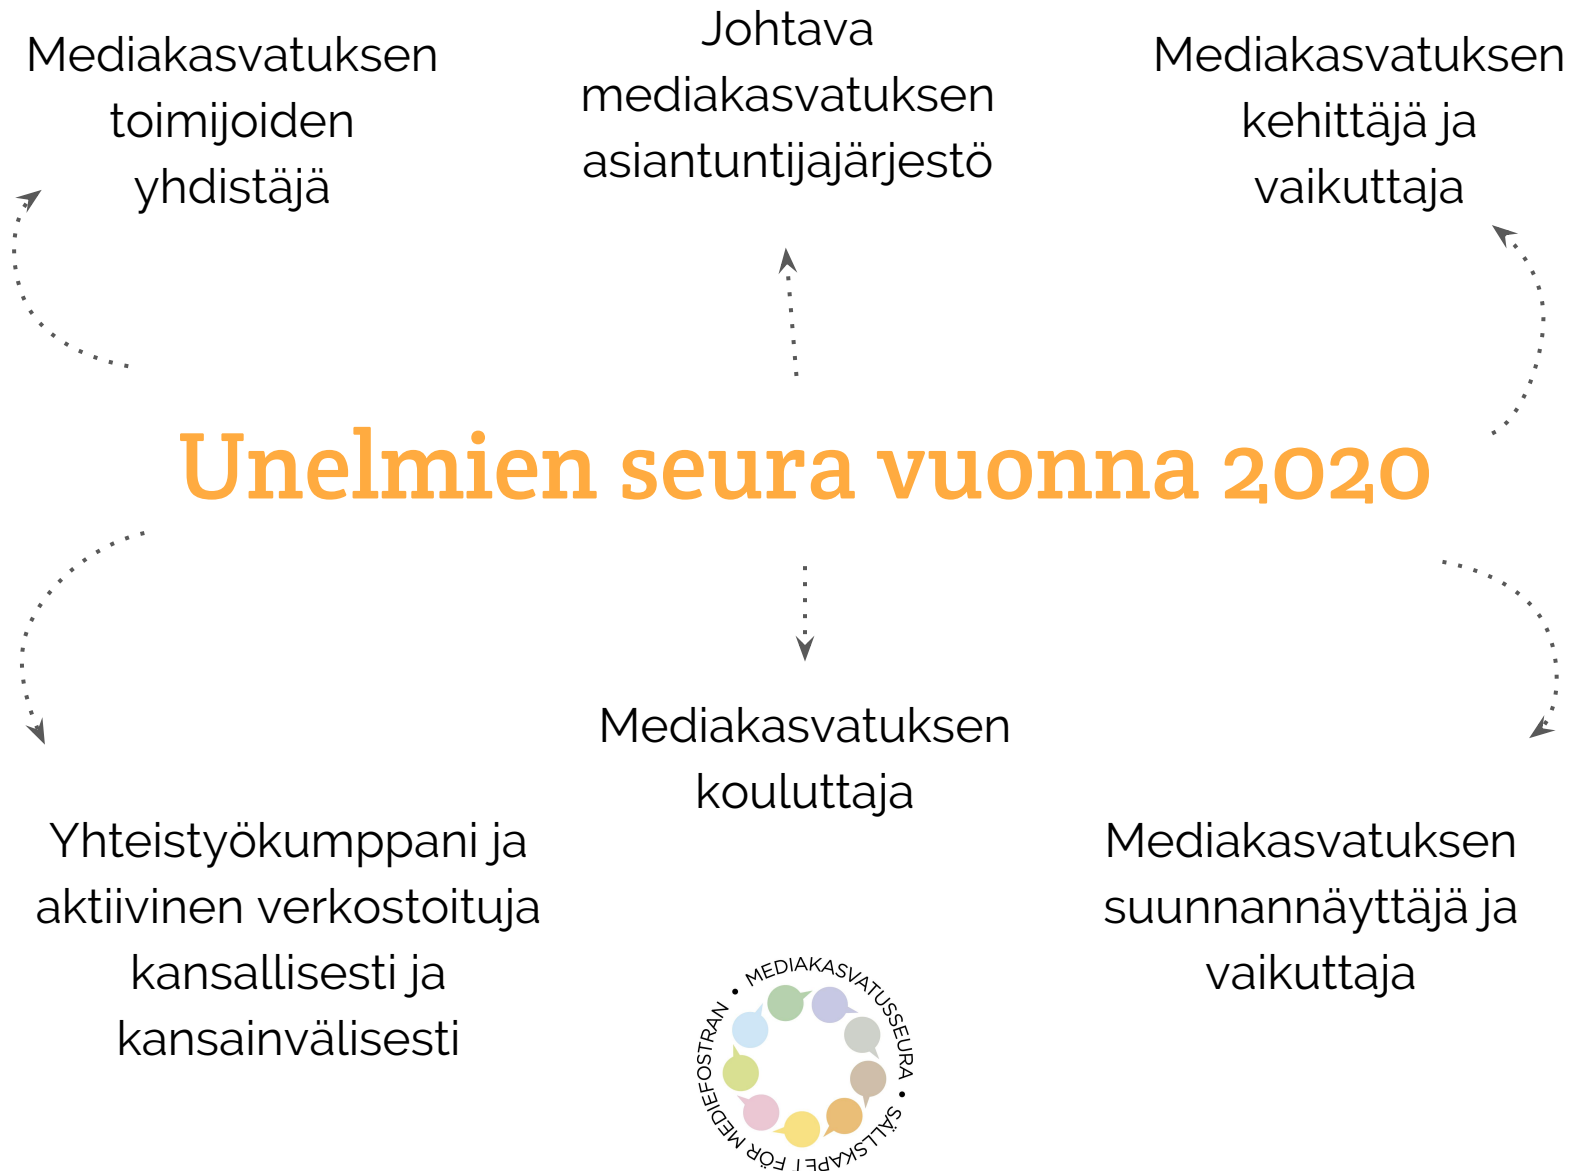 Mediakasvatuksen
toimijoiden
yhdistäjä
Johtava
mediakasvatuksen
asiantuntijajärjestö
Mediakasvatuksen
kehittäjä ja
vaikuttaja
Unelmien seura vuonna 2020
Yhteistyökumppani ja
aktiivinen verkostoituja
kansallisesti ja
kansainvälisesti
Mediakasvatuksen
kouluttaja
Mediakasvatuksen
suunnannäyttäjä ja
vaikuttaja
MEDIAKASVATUSSEURA • SÄLLSKAPET FÖR MEDIEFOSTRAN •